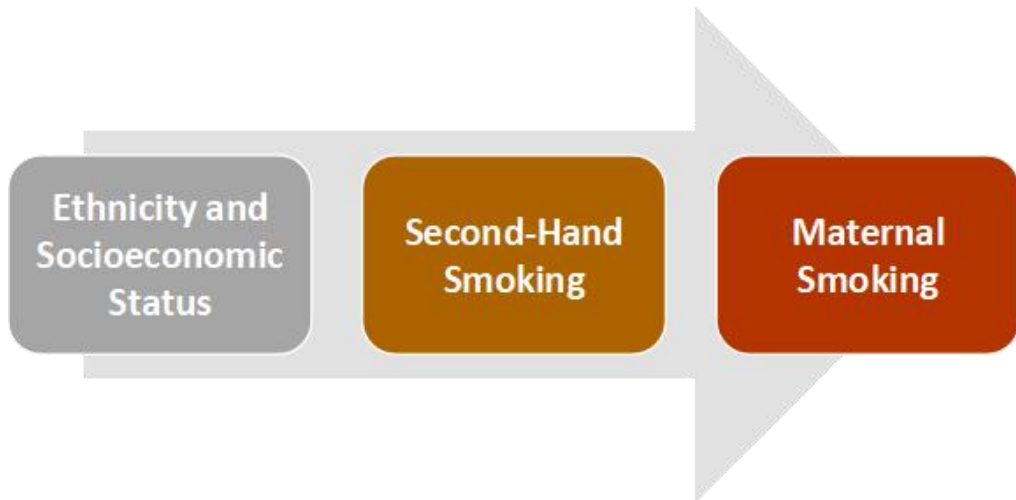 Ethnicity and
Socioeconomic
Status
Second-Hand
Smoking
Maternal
Smoking